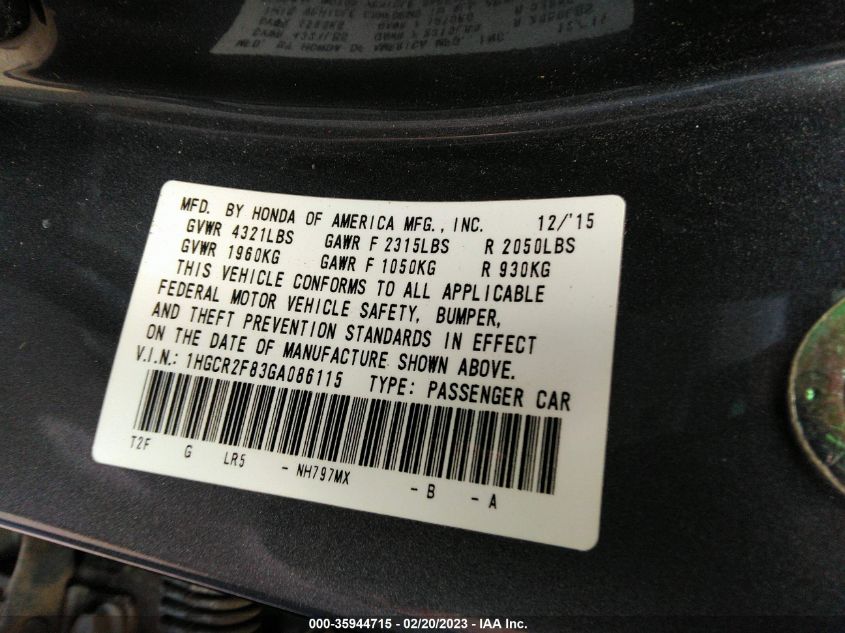 MFD. BY HONDA OF AMERICA MFG., INC. 12/'15
GVWR 4321LBS GAWR F 2315LBS R 2050LBS
GVWR 1960KG GAWR F 1050KG R 930KG
THIS VEHICLE CONFORMS TO ALL APPLICABLE
FEDERAL MOTOR VEHICLE SAFETY, BUMPER,
AND THEFT PREVENTION STANDARDS IN EFFECT
ON THE DATE OF MANUFACTURE SHOWN ABOVE.
V.I.N.: 1HGCR2F83GA086115 TYPE: PASSENGER CAR
T2F G LR5 - NH797MX - B - A
000-35944715 - 02/20/2023 - IAA Inc.